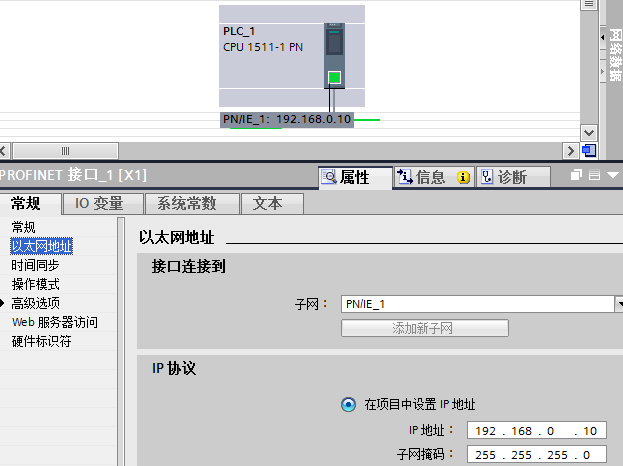 PLC_1
CPU 1511-1 PN
PN/IE_1: 192.168.0.10
网络数据
PROFINET 接口_1 [X1]
属性
信息
诊断
常规
IO 变量
系统常数
文本
常规
以太网地址
时间同步
操作模式
高级选项
Web 服务器访问
硬件标识符
以太网地址
接口连接到
子网：
PN/IE_1
添加新子网
IP 协议
在项目中设置 IP 地址
IP 地址： 192 . 168 . 0 . 10
子网掩码： 255 . 255 . 255 . 0